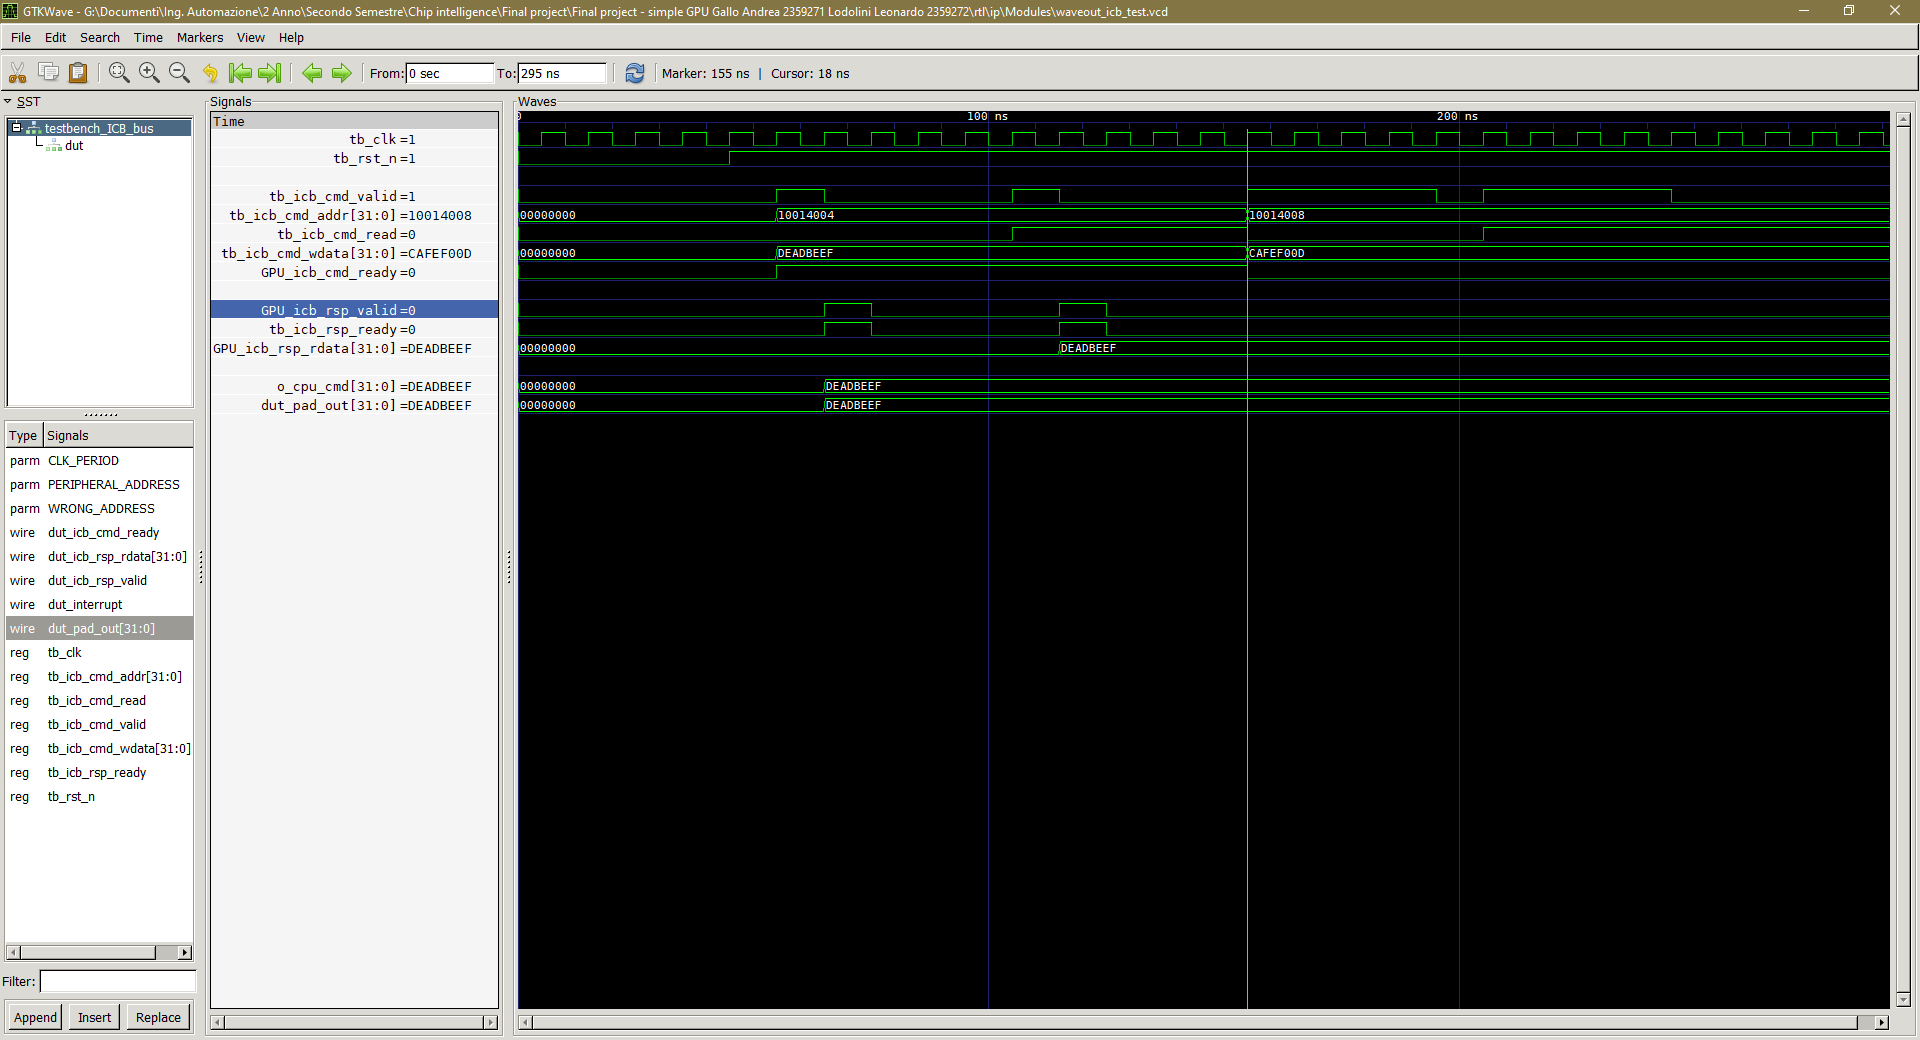 GTKWave - G:\Documenti\Ing. Automazione\2 Anno\Secondo Semestre\Chip intelligence\Final project\Final project - simple GPU Gallo Andrea 2359271 Lodolini Leonardo 2359272\rtl\ip\Modules\waveout_icb_test.vcd
File Edit Search Time Markers View Help
From: 0 sec To: 295 ns Marker: 155 ns | Cursor: 18 ns
SST
testbench_ICB_bus
dut
Type Signals
parm CLK_PERIOD
parm PERIPHERAL_ADDRESS
parm WRONG_ADDRESS
wire dut_icb_cmd_ready
wire dut_icb_rsp_rdata[31:0]
wire dut_icb_rsp_valid
wire dut_interrupt
wire dut_pad_out[31:0]
reg tb_clk
reg tb_icb_cmd_addr[31:0]
reg tb_icb_cmd_read
reg tb_icb_cmd_valid
reg tb_icb_cmd_wdata[31:0]
reg tb_icb_rsp_ready
reg tb_rst_n
Filter:
Append Insert Replace
Signals
Time
tb_clk =1
tb_rst_n =1
tb_icb_cmd_valid =1
tb_icb_cmd_addr[31:0] =10014008
tb_icb_cmd_read =0
tb_icb_cmd_wdata[31:0] =CAFEF00D
GPU_icb_cmd_ready =0
GPU_icb_rsp_valid =0
tb_icb_rsp_ready =0
GPU_icb_rsp_rdata[31:0] =DEADBEEF
o_cpu_cmd[31:0] =DEADBEEF
dut_pad_out[31:0] =DEADBEEF
Waves
0 100 ns 200 ns
00000000 10014004 10014008
00000000 DEADBEEF CAFEF00D
00000000 DEADBEEF
00000000 DEADBEEF
00000000 DEADBEEF